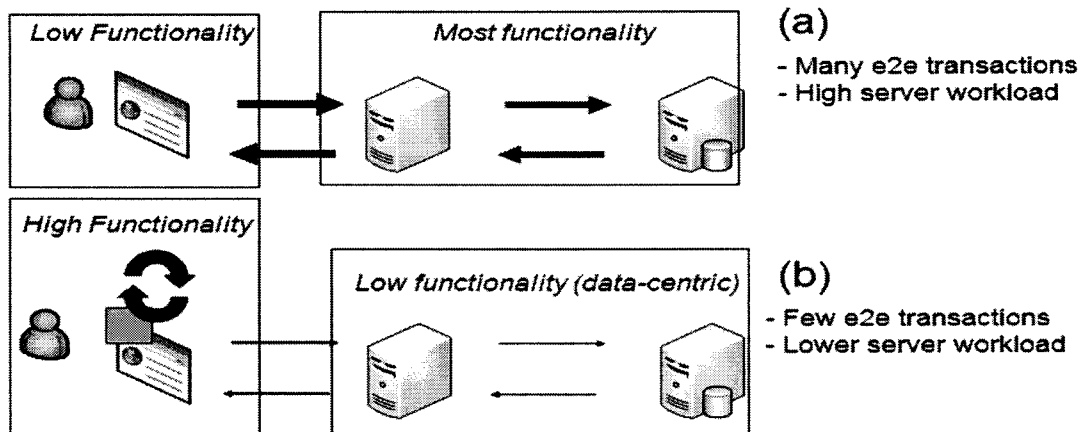 Low Functionality
Most functionality
(a)
- Many e2e transactions
- High server workload
High Functionality
Low functionality (data-centric)
(b)
- Few e2e transactions
- Lower server workload